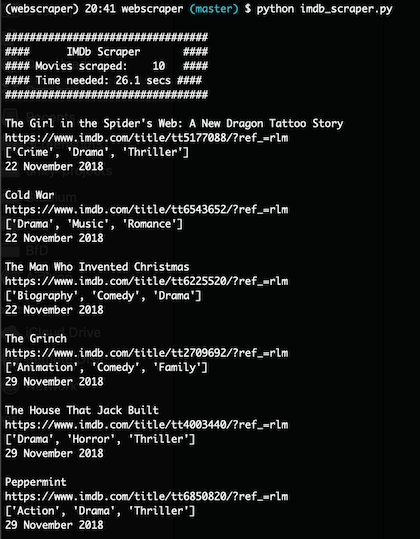 (webscraper) 20:41 webscraper (master) $ python imdb_scraper.py
#################################
####       IMDb Scraper       ####
#### Movies scraped:    10   ####
#### Time needed: 26.1 secs ####
#################################
The Girl in the Spider's Web: A New Dragon Tattoo Story
https://www.imdb.com/title/tt5177088/?ref_=rlm
['Crime', 'Drama', 'Thriller']
22 November 2018
Cold War
https://www.imdb.com/title/tt6543652/?ref_=rlm
['Drama', 'Music', 'Romance']
22 November 2018
The Man Who Invented Christmas
https://www.imdb.com/title/tt6225520/?ref_=rlm
['Biography', 'Comedy', 'Drama']
22 November 2018
The Grinch
https://www.imdb.com/title/tt2709692/?ref_=rlm
['Animation', 'Comedy', 'Family']
29 November 2018
The House That Jack Built
https://www.imdb.com/title/tt4003440/?ref_=rlm
['Drama', 'Horror', 'Thriller']
29 November 2018
Peppermint
https://www.imdb.com/title/tt6850820/?ref_=rlm
['Action', 'Drama', 'Thriller']
29 November 2018